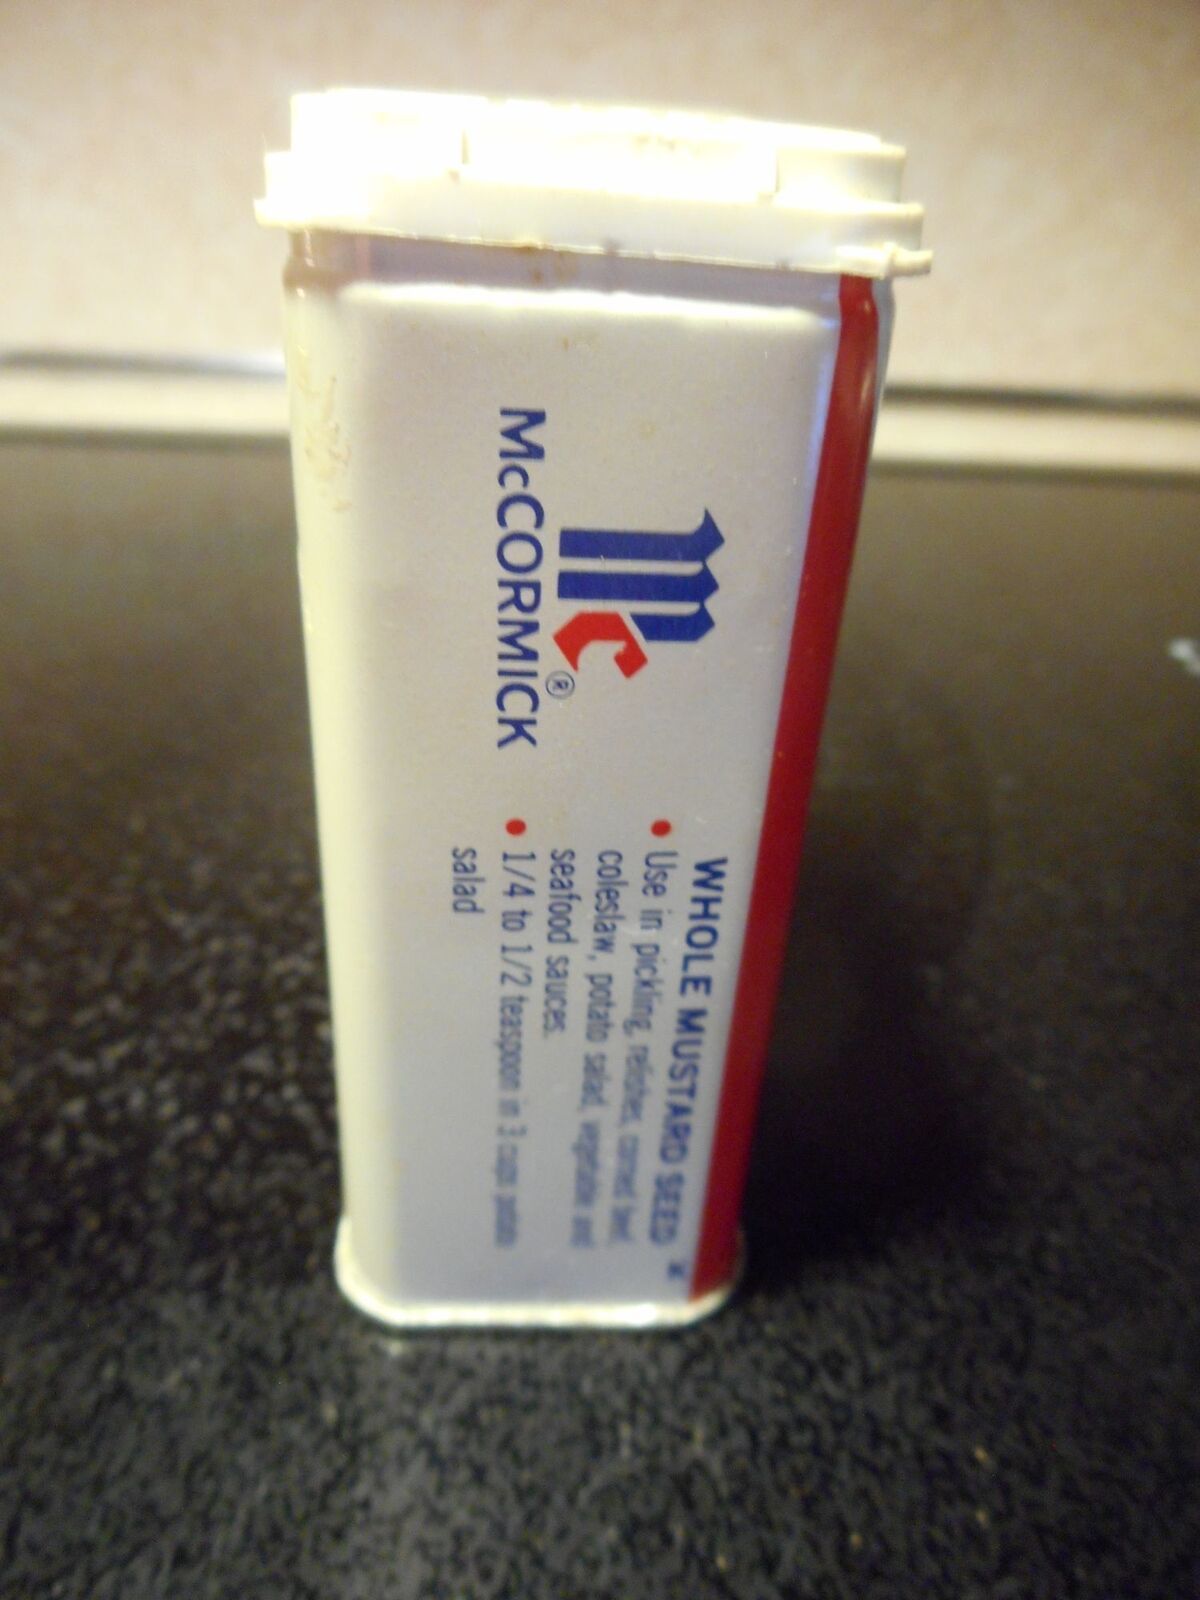 Mc
McCORMICK®
WHOLE MUSTARD SEED
• Use in pickling, relishes, corned beef,
coleslaw, potato salad, vegetable and
seafood sauces.
• 1/4 to 1/2 teaspoon in 3 cups potato
salad